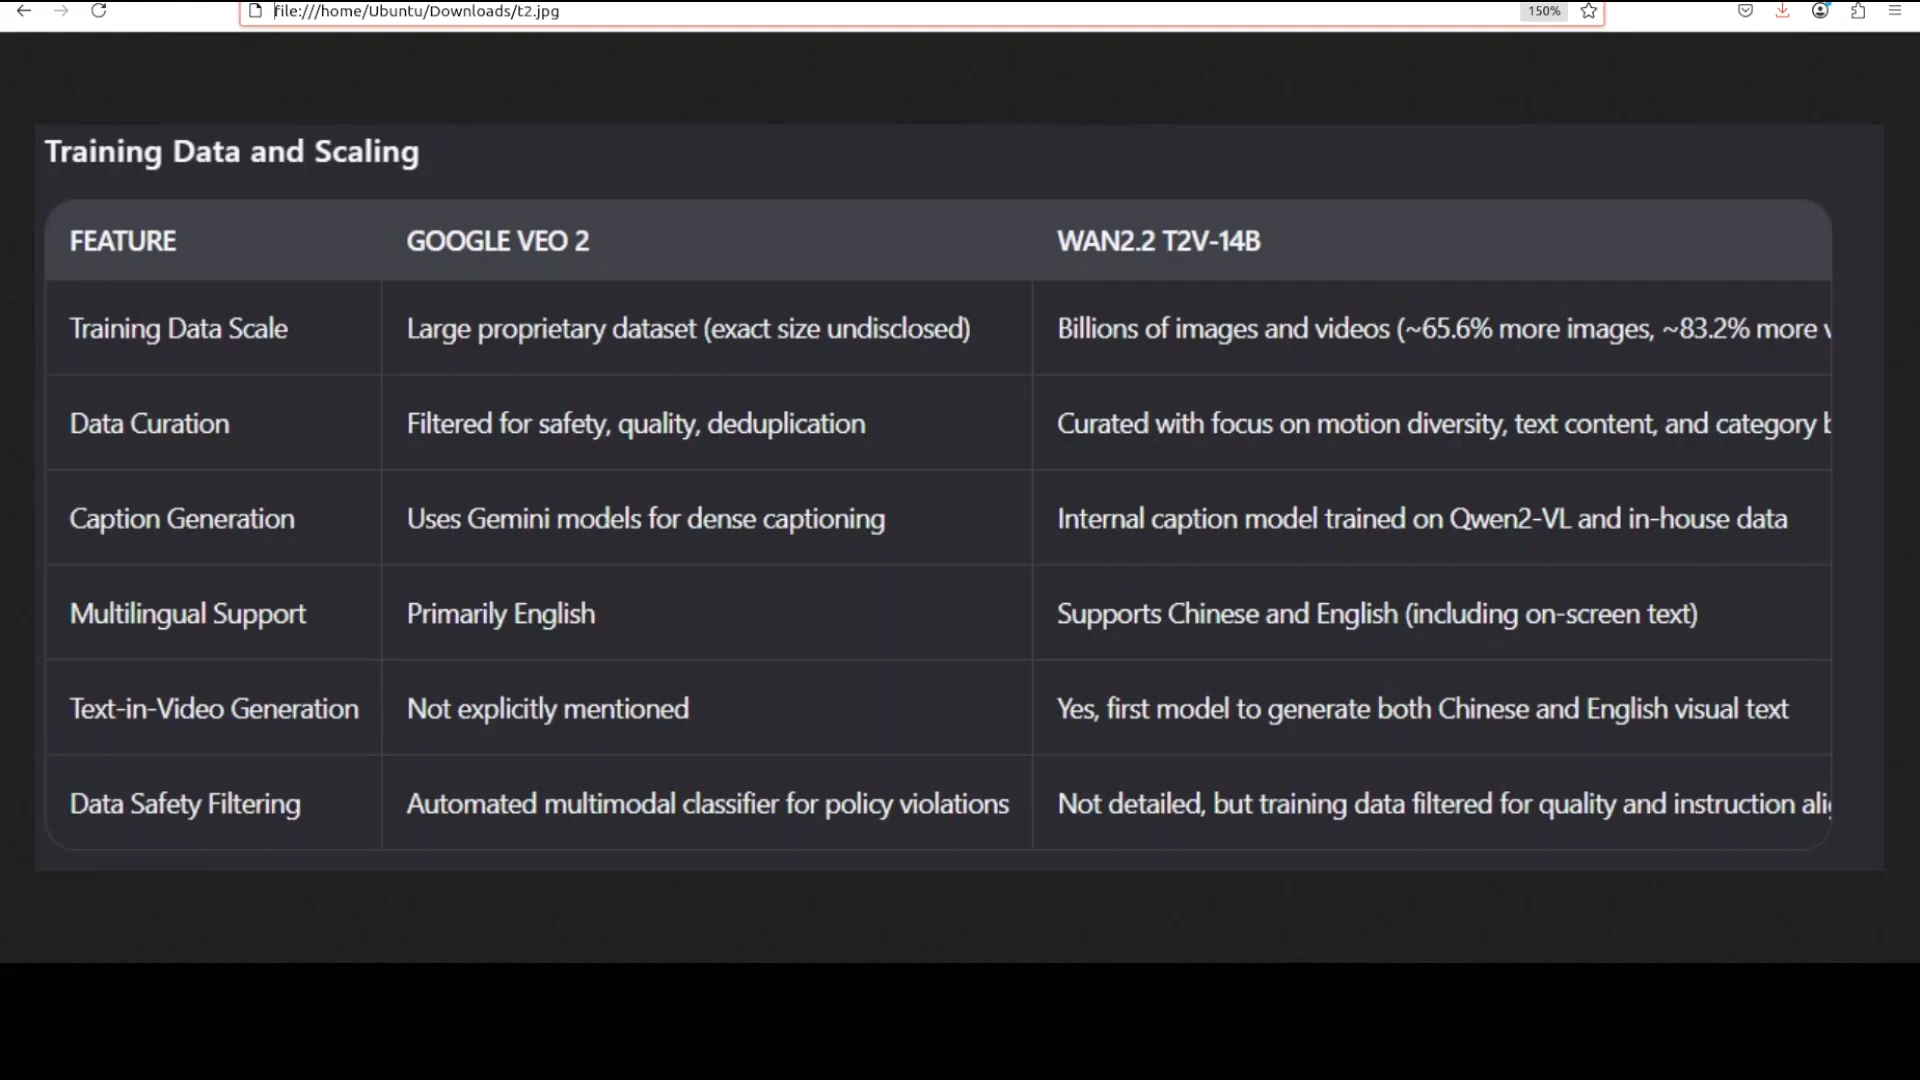 file:///home/Ubuntu/Downloads/t2.jpg 150%
Training Data and Scaling
FEATURE GOOGLE VEO 2 WAN2.2 T2V-14B
Training Data Scale Large proprietary dataset (exact size undisclosed) Billions of images and videos (~65.6% more images, ~83.2% more
Data Curation Filtered for safety, quality, deduplication Curated with focus on motion diversity, text content, and category
Caption Generation Uses Gemini models for dense captioning Internal caption model trained on Qwen2-VL and in-house data
Multilingual Support Primarily English Supports Chinese and English (including on-screen text)
Text-in-Video Generation Not explicitly mentioned Yes, first model to generate both Chinese and English visual text
Data Safety Filtering Automated multimodal classifier for policy violations Not detailed, but training data filtered for quality and instruction